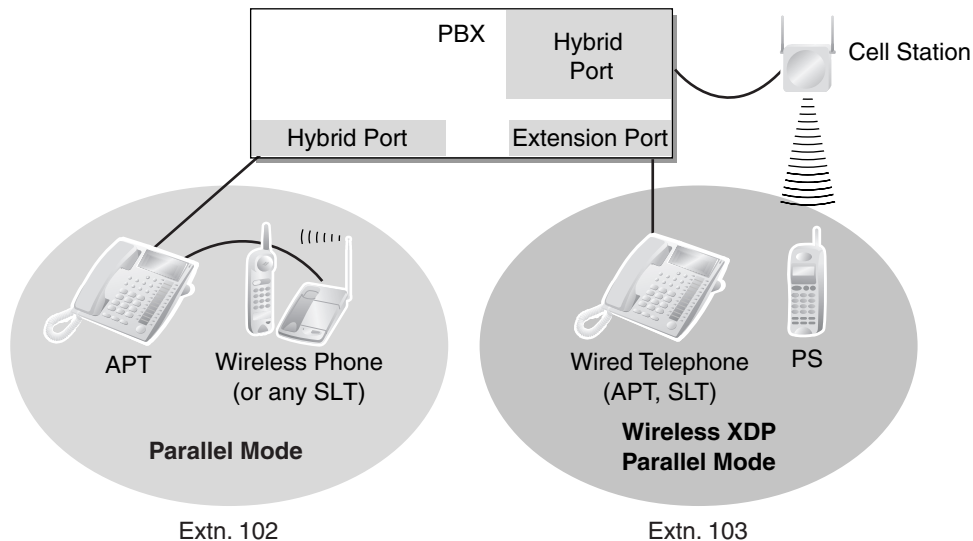 PBX
Hybrid
Port
Cell Station
Hybrid Port
Extension Port
APT
Wireless Phone
(or any SLT)
Parallel Mode
Wired Telephone
(APT, SLT)
PS
Wireless XDP
Parallel Mode
Extn. 102
Extn. 103